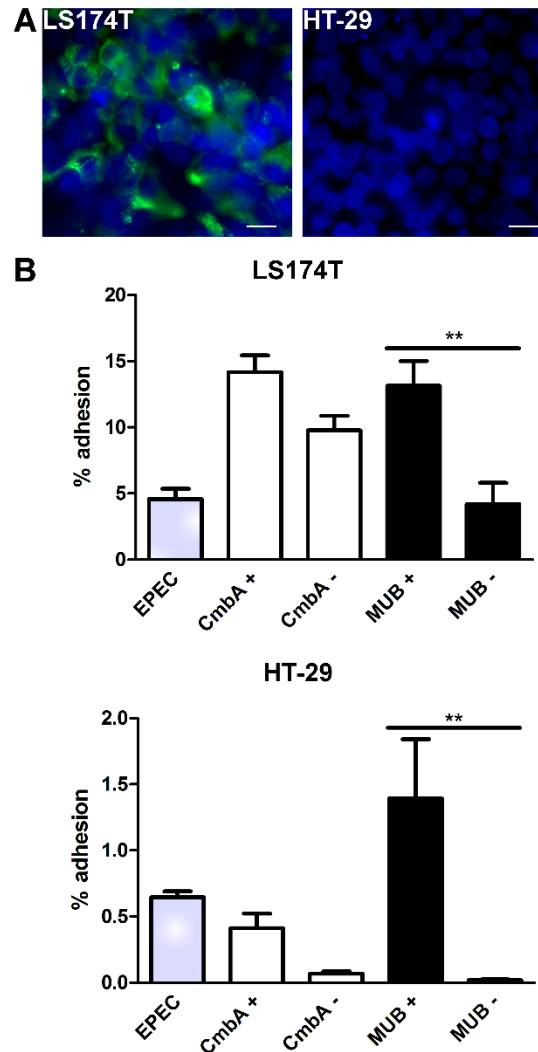 A
LS174T
HT-29
B
LS174T
20
15
10
5
0
% adhesion
**
EPEC
CmbA +
CmbA -
MUB +
MUB -
HT-29
2.0
1.5
1.0
0.5
0.0
% adhesion
**
EPEC
CmbA +
CmbA -
MUB +
MUB -